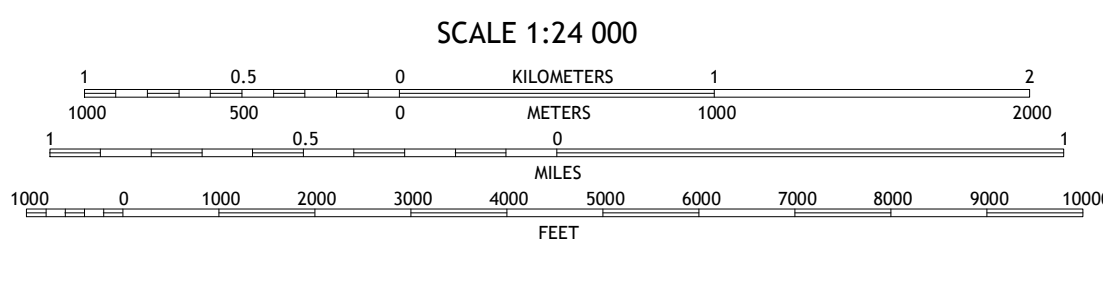 SCALE 1:24 000
1 0.5 0 KILOMETERS 1 2
1000 500 0 METERS 1000 2000
1 0.5 0 1
MILES
1000 0 1000 2000 3000 4000 5000 6000 7000 8000 9000 10000
FEET